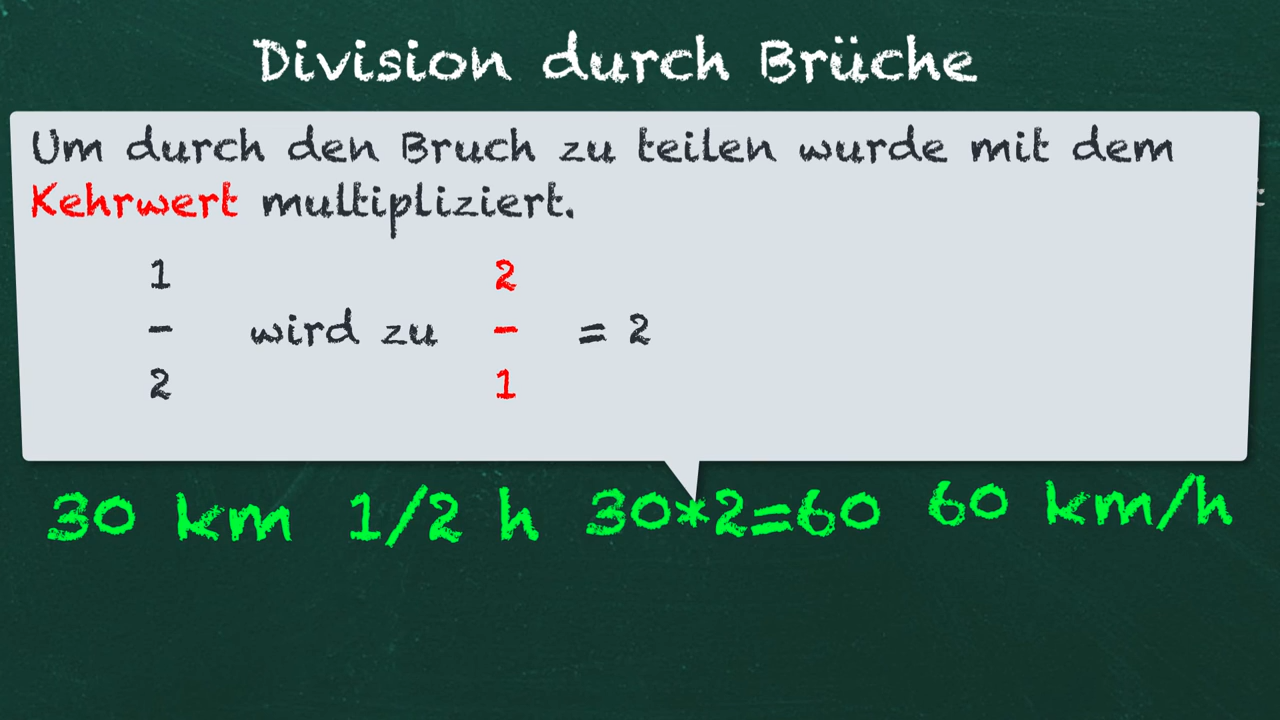 Division durch Brüche
Um durch den Bruch zu teilen wurde mit dem
Kehrwert multipliziert.
1 2
– wird zu – = 2
2 1
30 km 1/2 h 30*2=60 60 km/h